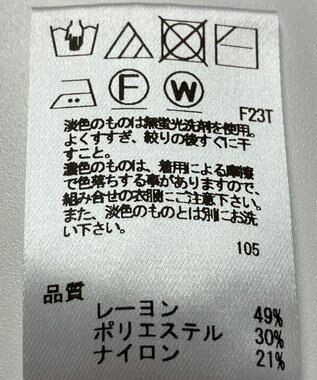 F
W
F23T
淡色のものは無蛍光洗剤を使用。
よくすすぎ、絞りの後すぐに干
すこと。
濃色のものは、着用による摩擦
で色落ちする事がありますので、
組み合せの衣服にご注意下さい。
また、淡色のものとは別にお洗
い下さい。
105
品質
レーヨン 49%
ポリエステル 30%
ナイロン 21%